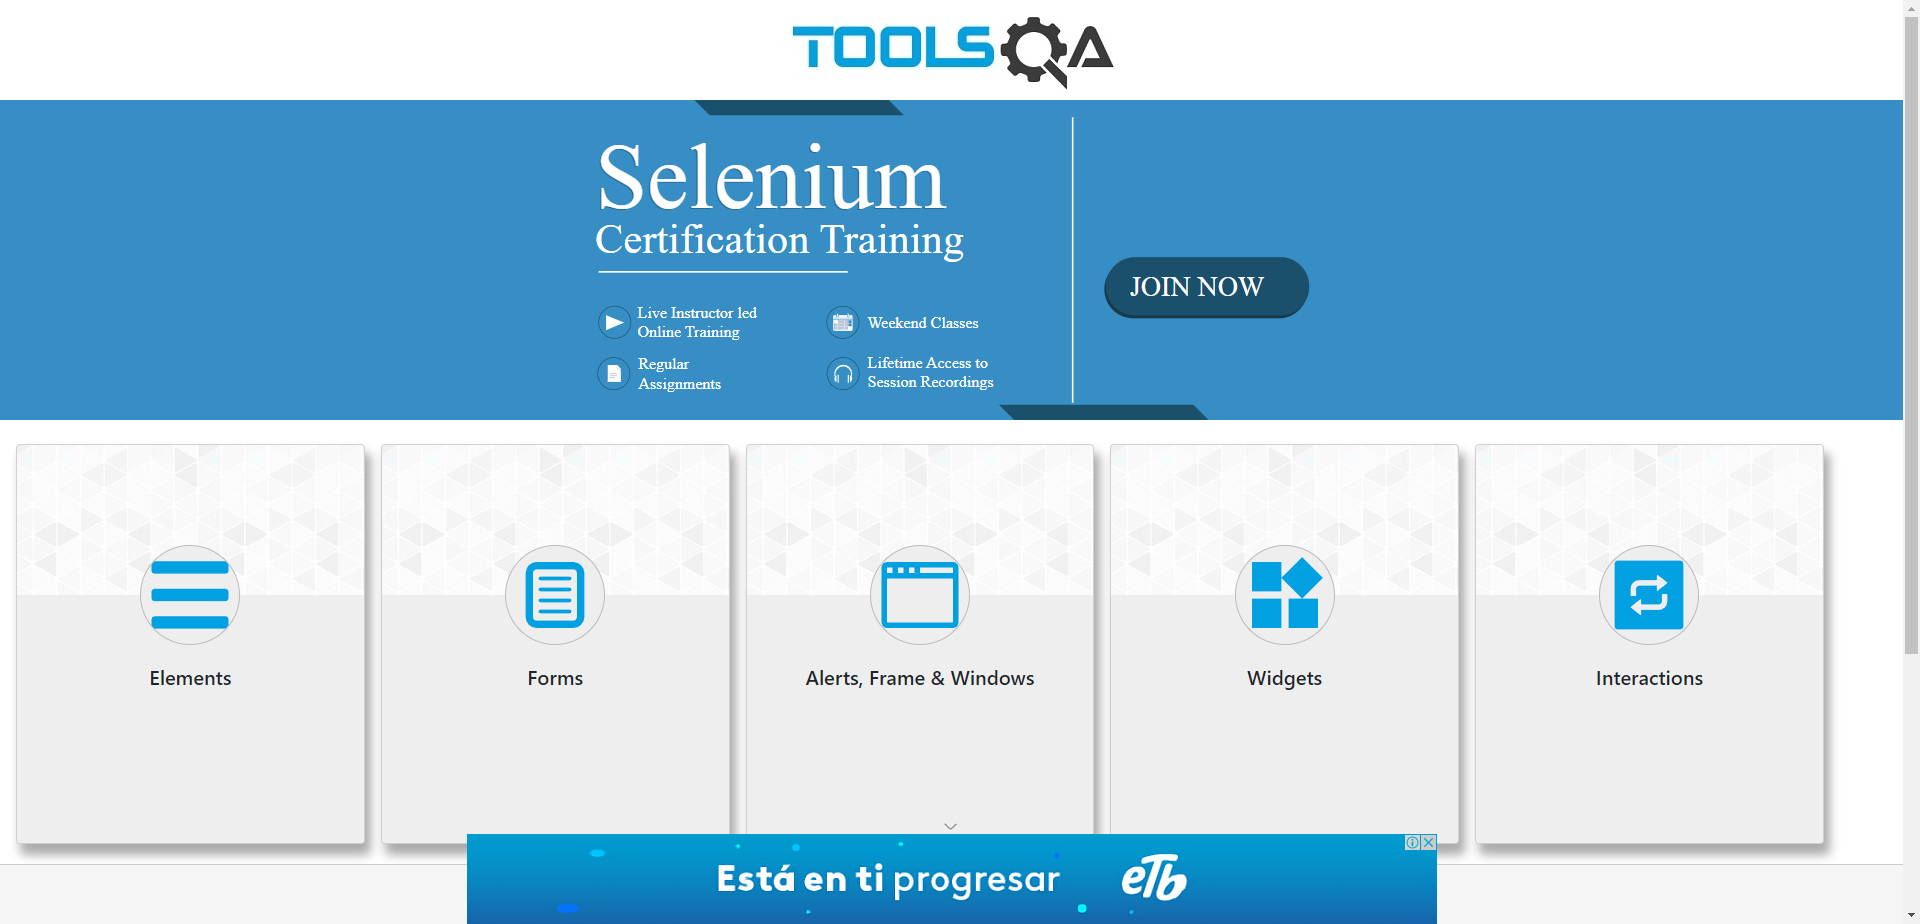 TOOLSQA
Selenium
Certification Training
Live Instructor led
Online Training
Weekend Classes
Regular
Assignments
Lifetime Access to
Session Recordings
JOIN NOW
Elements
Forms
Alerts, Frame & Windows
Widgets
Interactions
Está en ti progresar
eTb